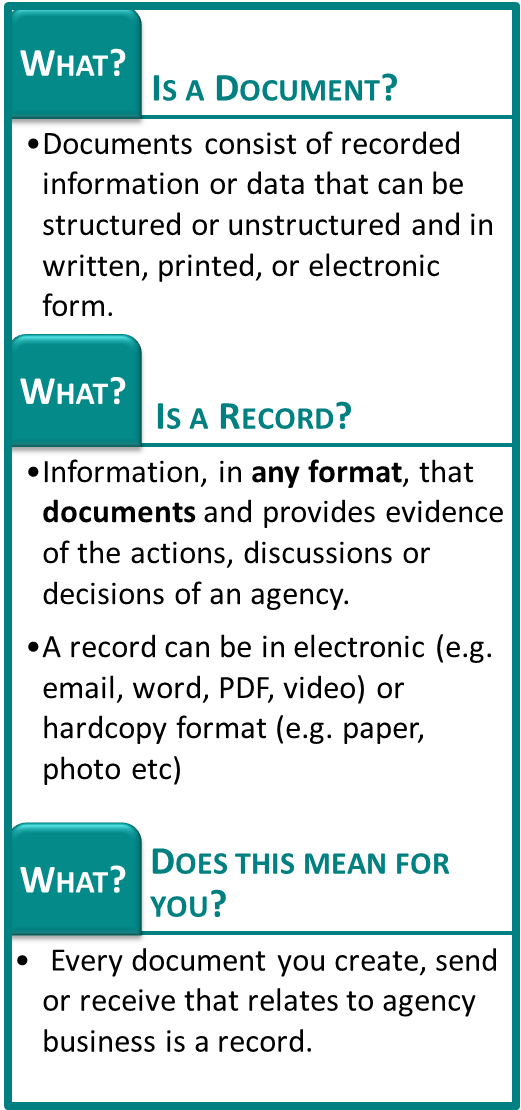 WHAT?
IS A DOCUMENT?
•Documents consist of recorded
information or data that can be
structured or unstructured and in
written, printed, or electronic
form.
WHAT?
IS A RECORD?
•Information, in any format, that
documents and provides evidence
of the actions, discussions or
decisions of an agency.
•A record can be in electronic (e.g.
email, word, PDF, video) or
hardcopy format (e.g. paper,
photo etc)
WHAT?
DOES THIS MEAN FOR
YOU?
• Every document you create, send
or receive that relates to agency
business is a record.